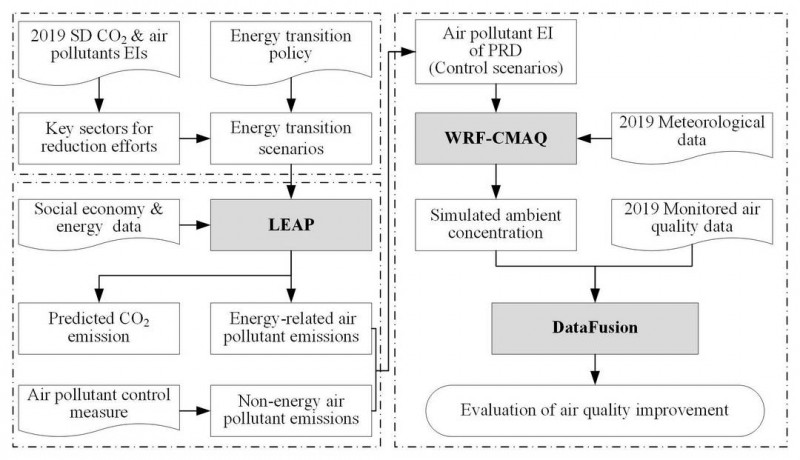 2019 SD CO₂ & air
pollutants EIs
Energy transition
policy
Key sectors for
reduction efforts
Energy transition
scenarios
Social economy &
energy data
LEAP
Predicted CO₂
emission
Energy-related air
pollutant emissions
Air pollutant control
measure
Non-energy air
pollutant emissions
Air pollutant EI
of PRD
(Control scenarios)
WRF-CMAQ
2019 Meteorological
data
Simulated ambient
concentration
2019 Monitored air
quality data
DataFusion
Evaluation of air quality improvement